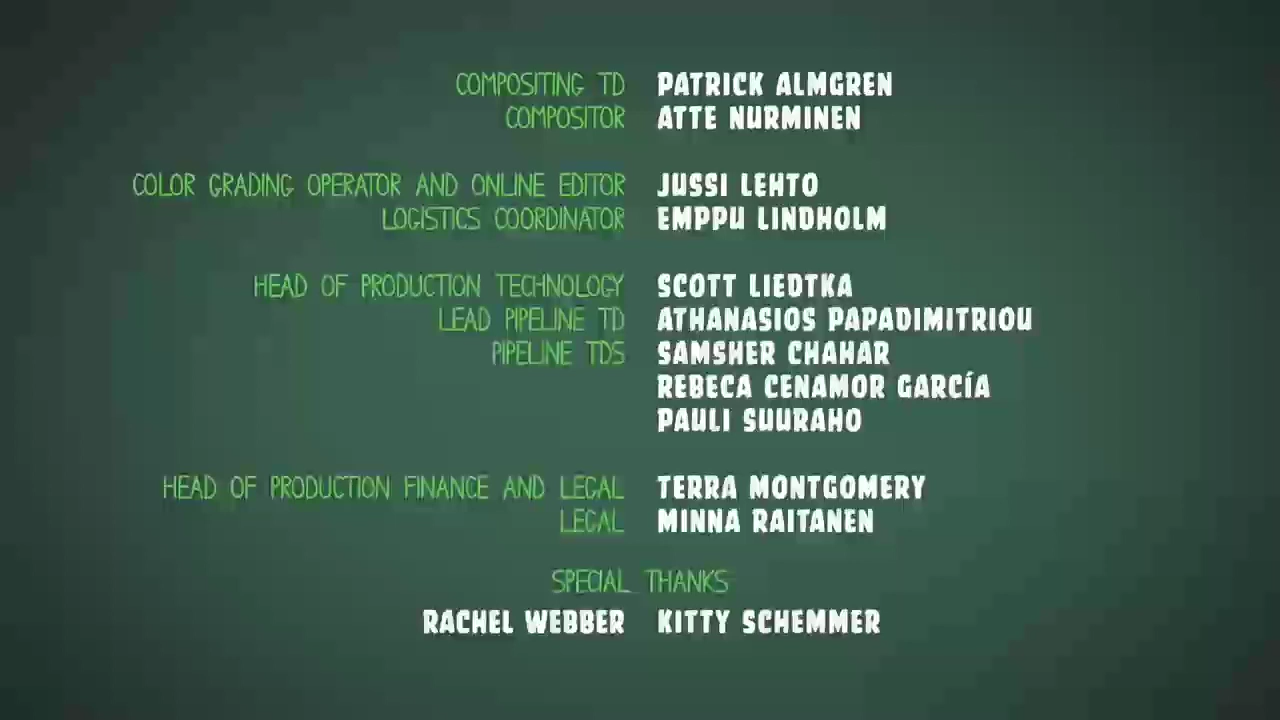 COMPOSITING TD PATRICK ALMGREN
COMPOSITOR ATTE NURMINEN
COLOR GRADING OPERATOR AND ONLINE EDITOR JUSSI LEHTO
LOGISTICS COORDINATOR EMPPU LINDHOLM
HEAD OF PRODUCTION TECHNOLOGY SCOTT LIEDTKA
LEAD PIPELINE TD ATHANASIOS PAPADIMITRIOU
PIPELINE TDS SAMSHER CHAHAR
REBECA CENAMOR GARCÍA
PAULI SUURAHO
HEAD OF PRODUCTION FINANCE AND LEGAL TERRA MONTGOMERY
LEGAL MINNA RAITANEN
SPECIAL THANKS
RACHEL WEBBER KITTY SCHEMMER